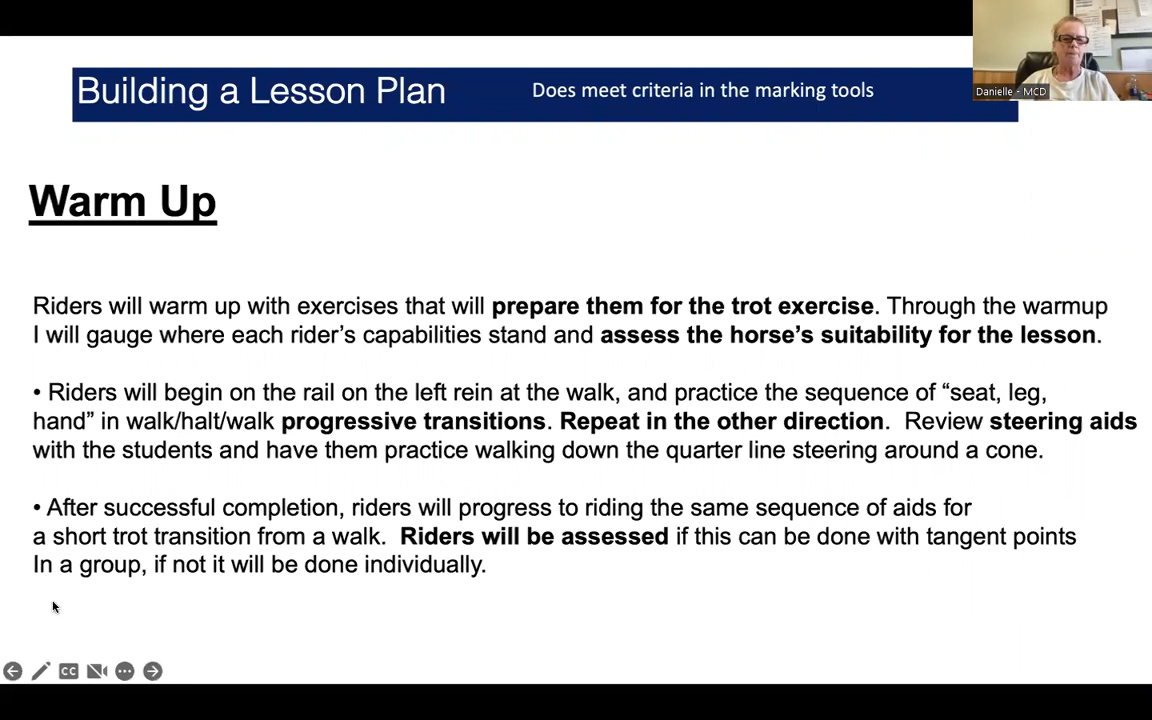 Building a Lesson Plan
Does meet criteria in the marking tools
Danielle - MCD
Warm Up
Riders will warm up with exercises that will prepare them for the trot exercise. Through the warmup
I will gauge where each rider's capabilities stand and assess the horse's suitability for the lesson.
• Riders will begin on the rail on the left rein at the walk, and practice the sequence of “seat, leg,
hand” in walk/halt/walk progressive transitions. Repeat in the other direction. Review steering aids
with the students and have them practice walking down the quarter line steering around a cone.
• After successful completion, riders will progress to riding the same sequence of aids for
a short trot transition from a walk. Riders will be assessed if this can be done with tangent points
In a group, if not it will be done individually.
CC